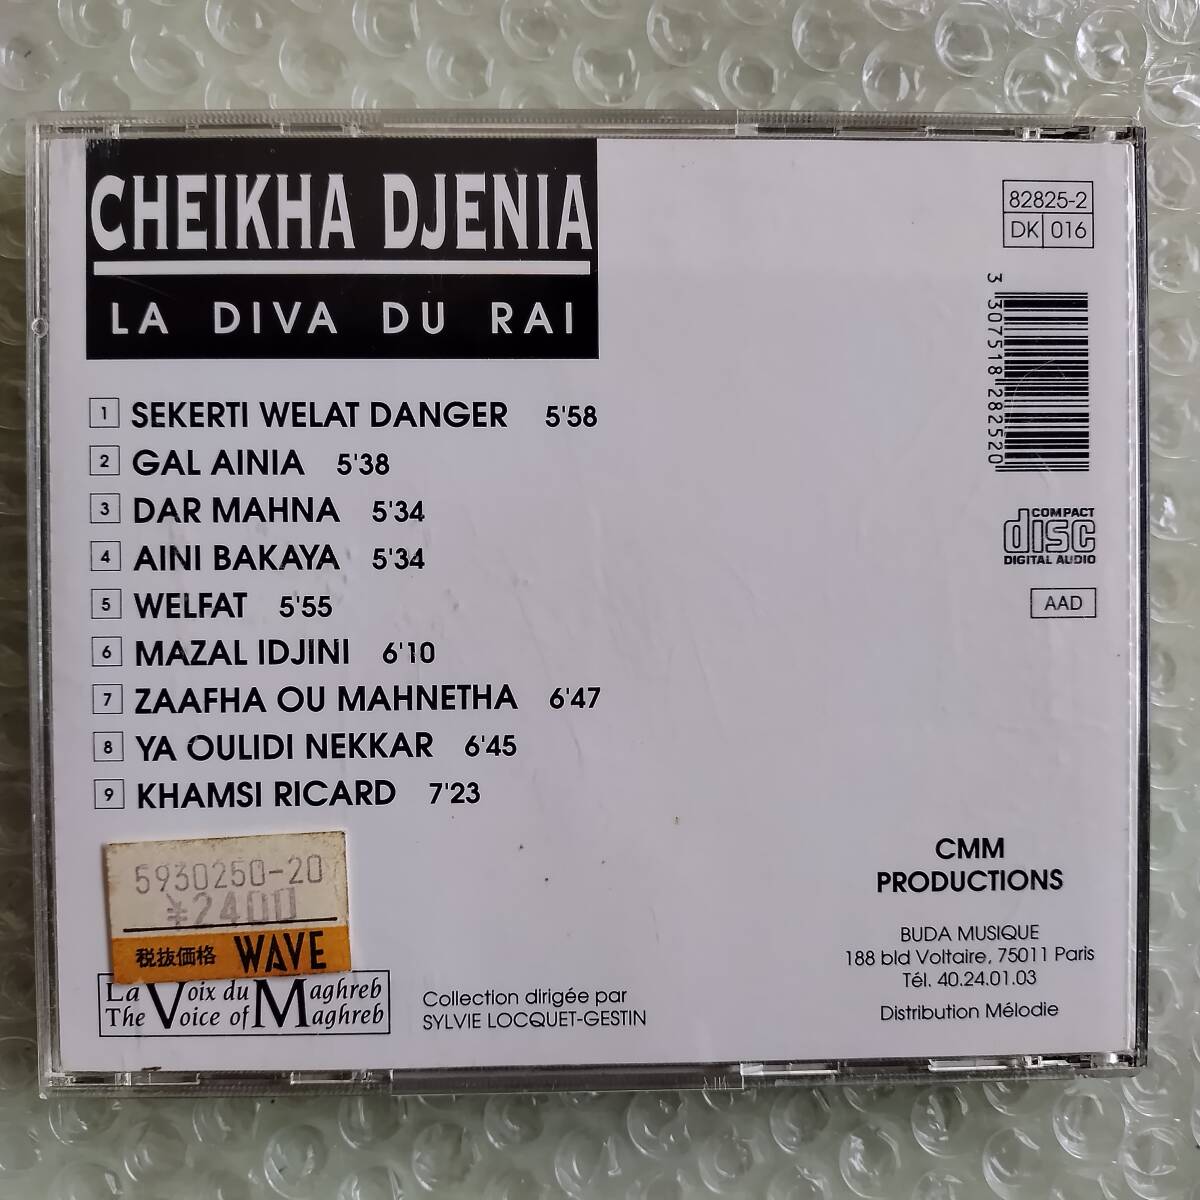 CHEIKHA DJENIA
LA DIVA DU RAI
82825-2
DK 016
3 307518 282520
1 SEKERTI WELAT DANGER 5'58
2 GAL AINIA 5'38
3 DAR MAHNA 5'34
4 AINI BAKAYA 5'34
5 WELFAT 5'55
6 MAZAL IDJINI 6'10
7 ZAAFHA OU MAHNETHA 6'47
8 YA OULIDI NEKKAR 6'45
9 KHAMSI RICARD 7'23
COMPACT
disc
DIGITAL AUDIO
AAD
5930250-20
¥2400
税抜価格 WAVE
La Voix du Maghreb
The Voice of Maghreb
Collection dirigée par
SYLVIE LOCQUET-GESTIN
CMM
PRODUCTIONS
BUDA MUSIQUE
188 bld Voltaire, 75011 Paris
Tél. 40.24.01.03
Distribution Mélodie